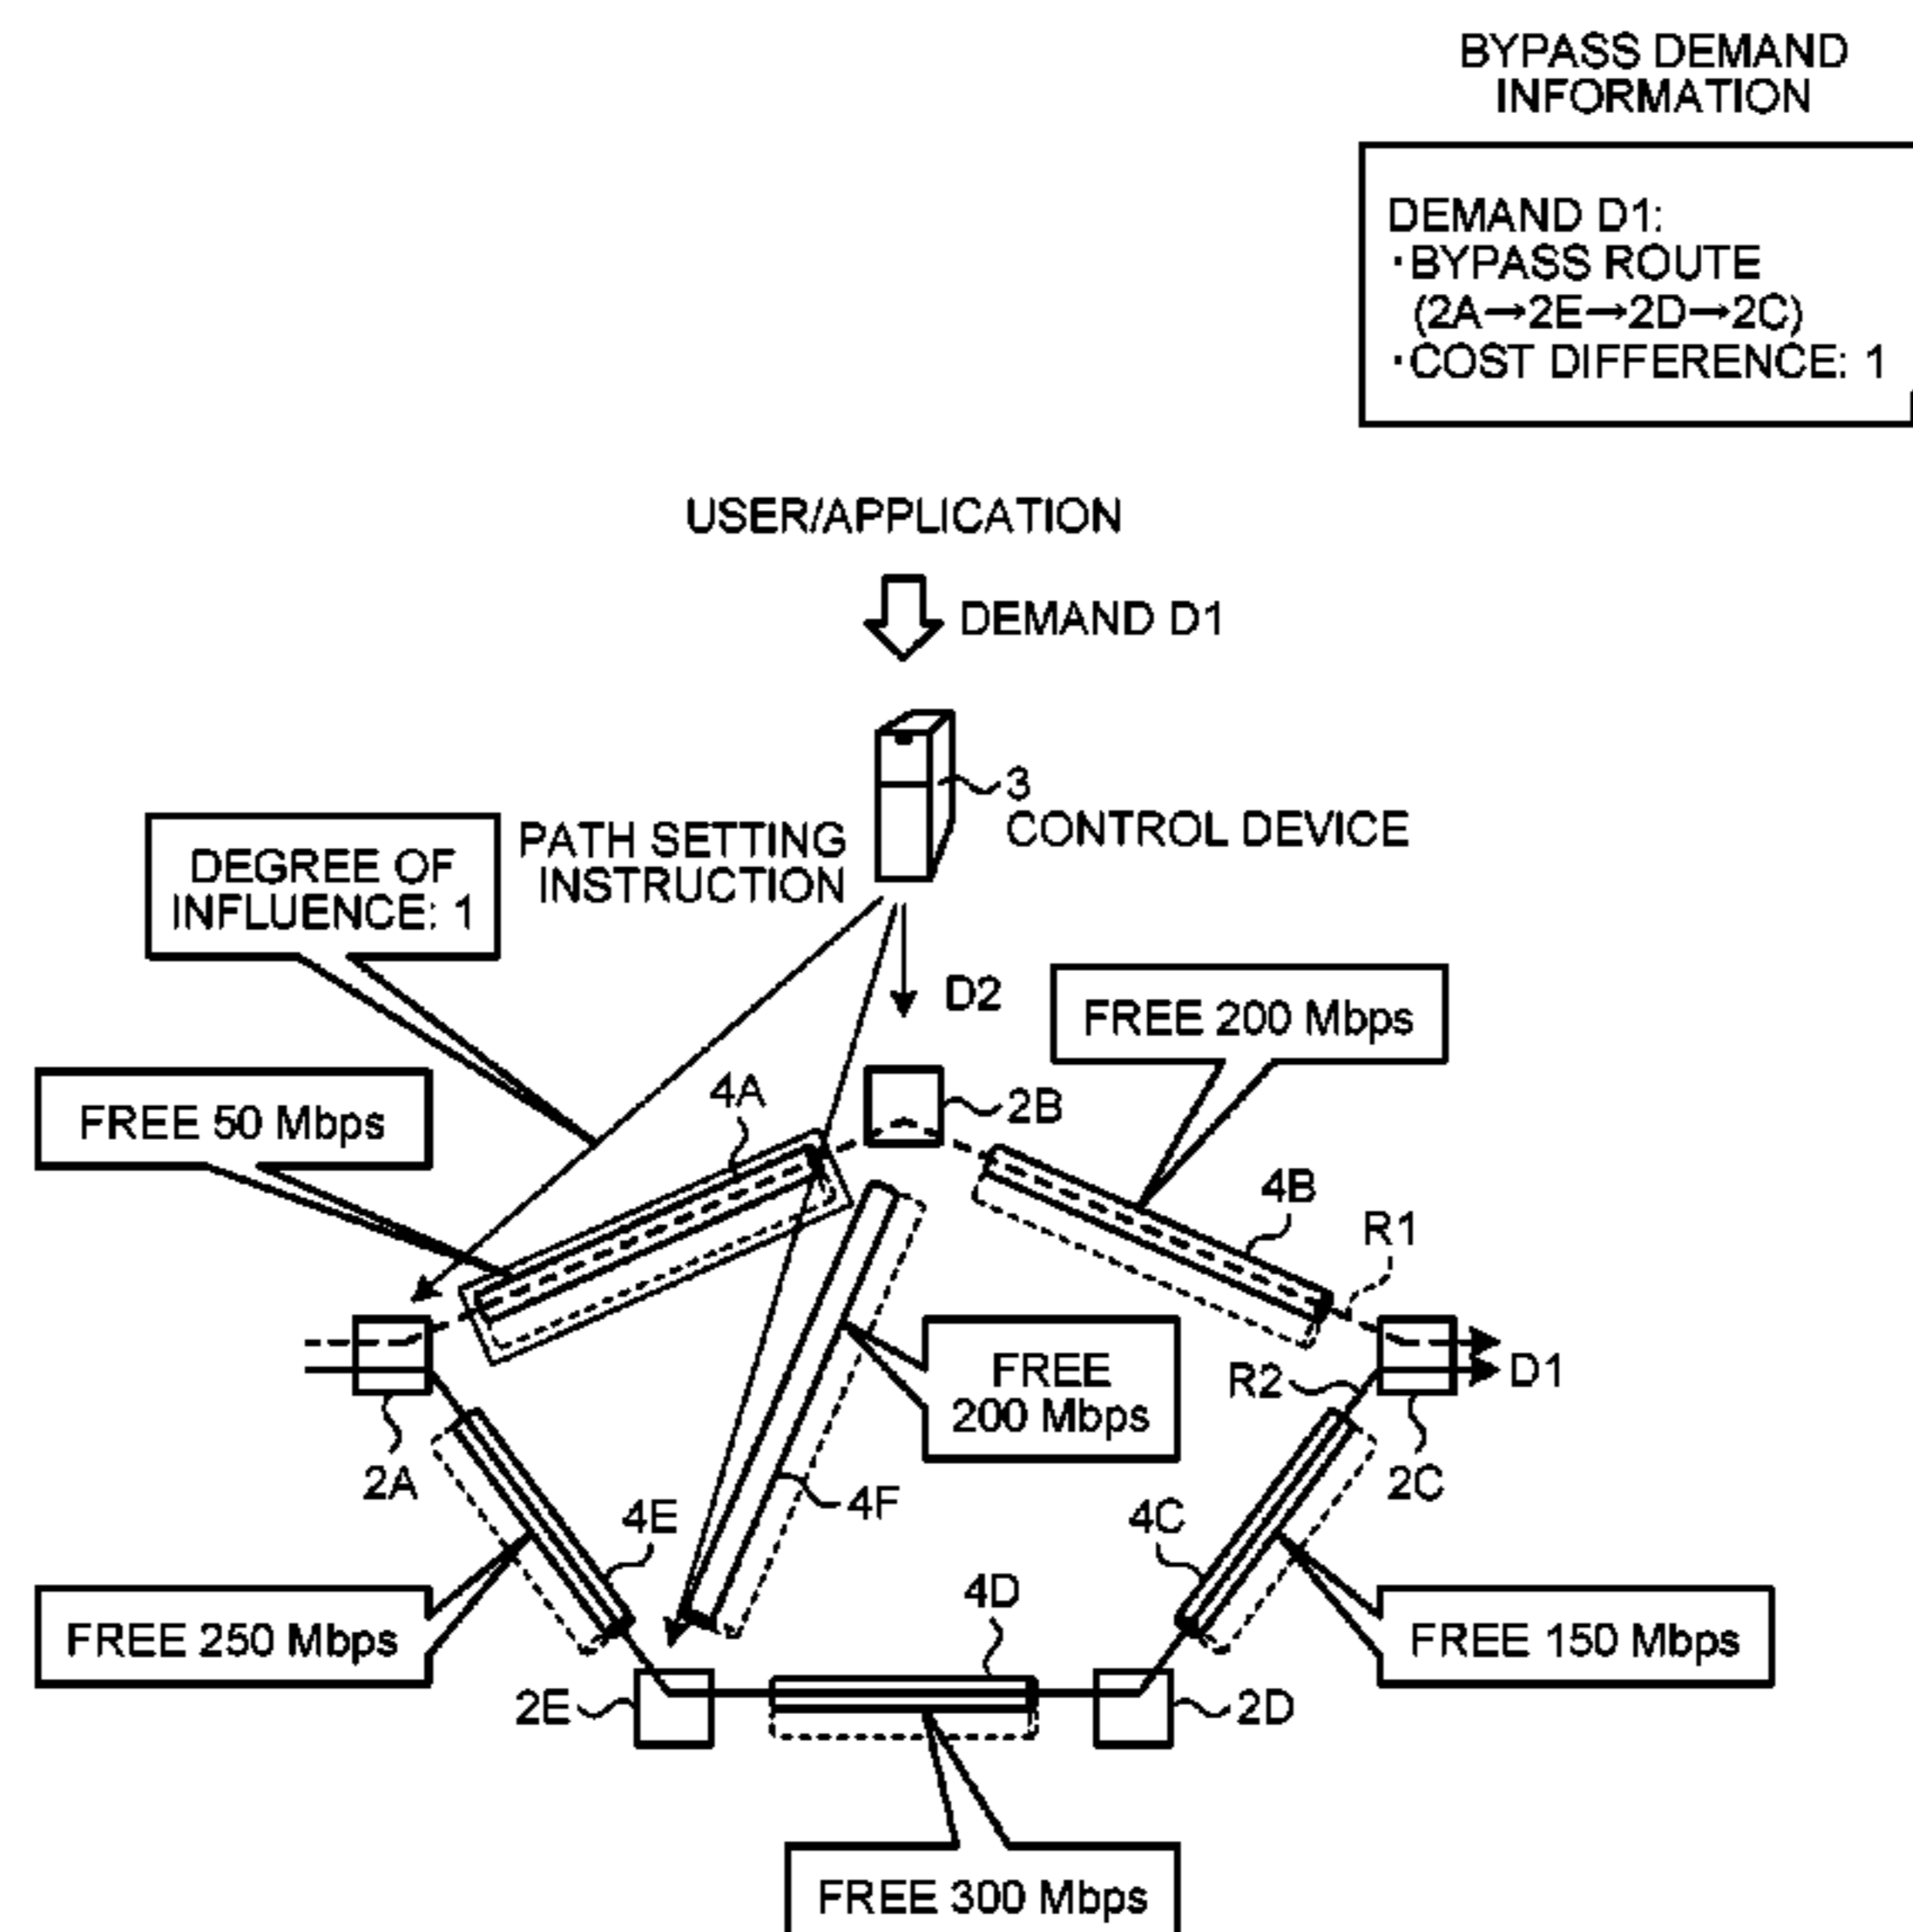 BYPASS DEMAND
INFORMATION
DEMAND D1:
･BYPASS ROUTE
(2A→2E→2D→2C)
･COST DIFFERENCE: 1
USER/APPLICATION
DEMAND D1
3
CONTROL DEVICE
PATH SETTING
INSTRUCTION
DEGREE OF
INFLUENCE: 1
D2
FREE 200 Mbps
FREE 50 Mbps
4A
2B
4B
R1
FREE
200 Mbps
R2
D1
2A
2C
4F
4E
4C
4D
FREE 250 Mbps
FREE 150 Mbps
2E
2D
FREE 300 Mbps